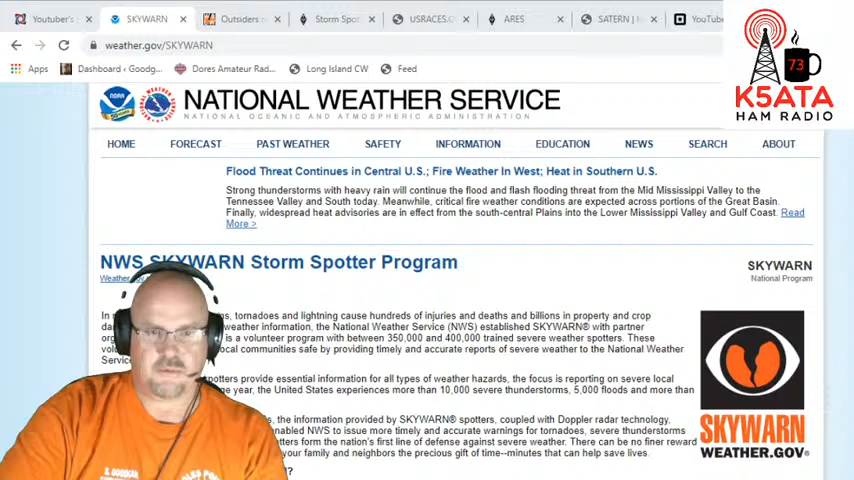 Youtuber's
SKYWARN
Outsiders
Storm Spo
USRACES.O
ARES
SATERN |
YouTube
weather.gov/SKYWARN
Apps
Dashboard ‹ Goodg...
Dores Amateur Rad...
Long Island CW
Feed
73
K5ATA
HAM RADIO
NOAA
NATIONAL WEATHER SERVICE
NATIONAL OCEANIC AND ATMOSPHERIC ADMINISTRATION
HOME FORECAST PAST WEATHER SAFETY INFORMATION EDUCATION NEWS SEARCH ABOUT
Flood Threat Continues in Central U.S.; Fire Weather In West; Heat in Southern U.S.
Strong thunderstorms with heavy rain will continue the flood and flash flooding threat from the Mid Mississippi Valley to the
Tennessee Valley and South today. Meanwhile, critical fire weather conditions are expected across portions of the Great Basin.
Finally, widespread heat advisories are in effect from the south-central Plains into the Lower Mississippi Valley and Gulf Coast. Read
More >
NWS SKYWARN Storm Spotter Program
SKYWARN
National Program
Weather.gov
In
tornadoes and lightning cause hundreds of injuries and deaths and billions in property and crop
weather information, the National Weather Service (NWS) established SKYWARN® with partner
is a volunteer program with between 350,000 and 400,000 trained severe weather spotters. These
local communities safe by providing timely and accurate reports of severe weather to the National Weather
Service
spotters provide essential information for all types of weather hazards, the focus is reporting on severe local
year, the United States experiences more than 10,000 severe thunderstorms, 5,000 floods and more than
the information provided by SKYWARN® spotters, coupled with Doppler radar technology,
enabled NWS to issue more timely and accurate warnings for tornadoes, severe thunderstorms
form the nation's first line of defense against severe weather. There can be no finer reward
your family and neighbors the precious gift of time--minutes that can help save lives.
SKYWARN
WEATHER.GOV